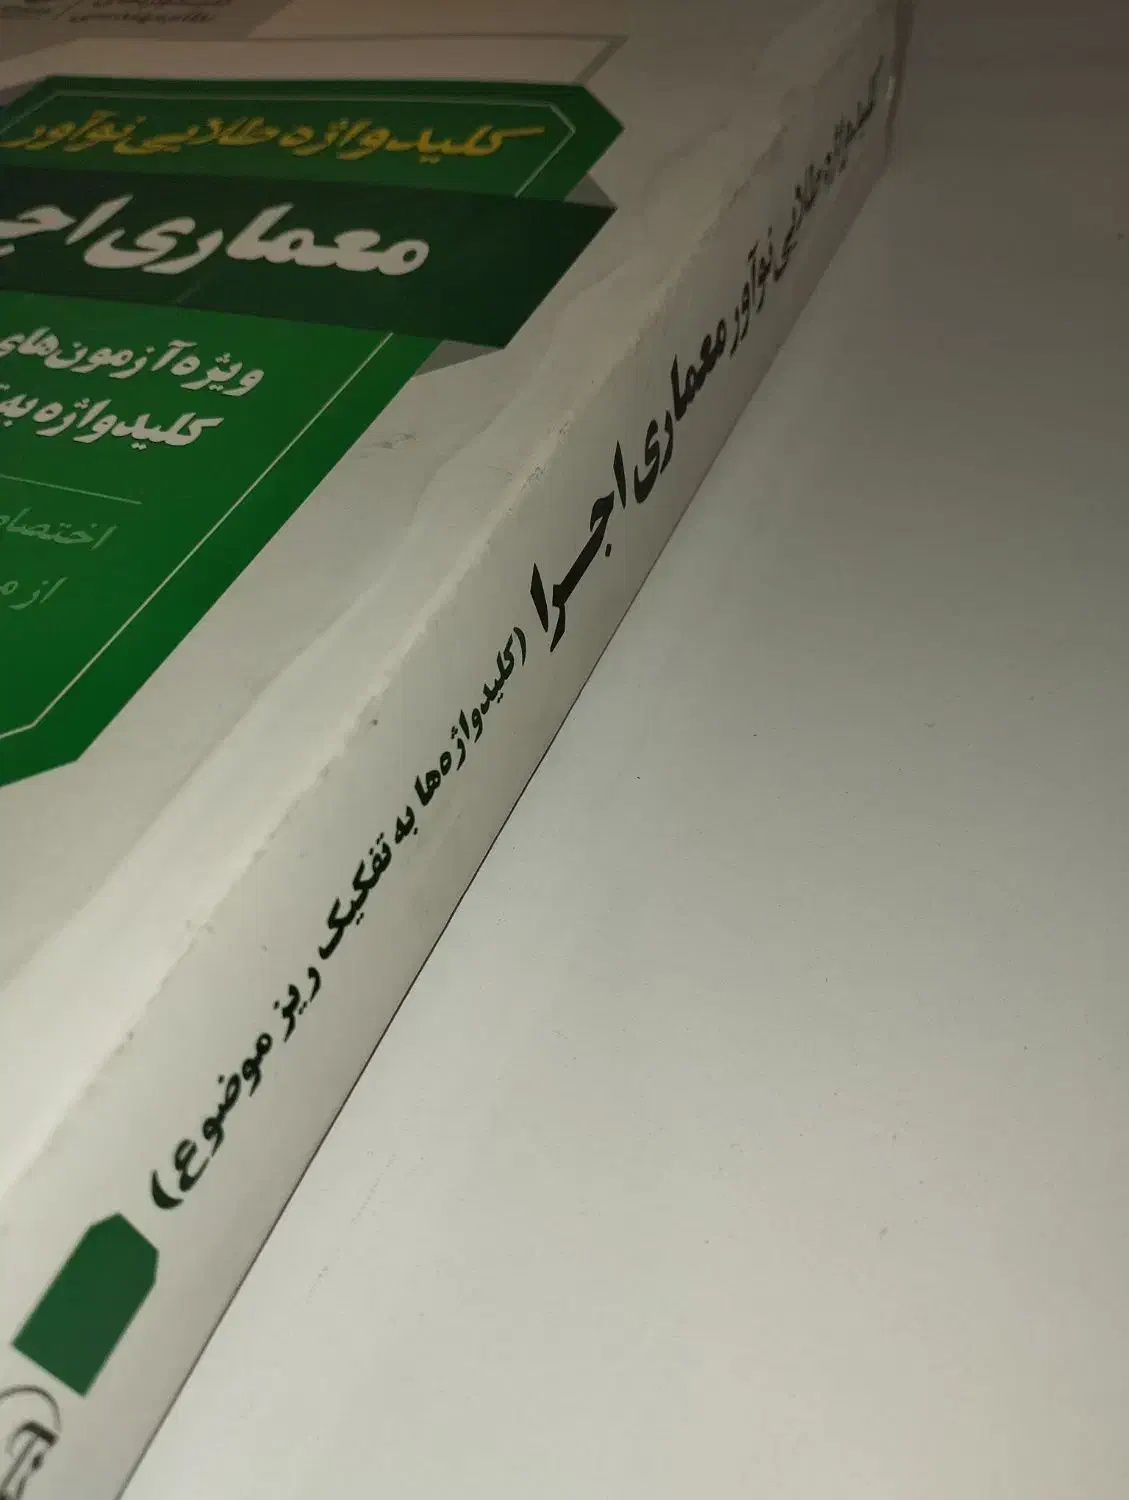 کلیدواژه طلایی نوآور
معماری اجـ
ویژه آزمون‌های
کلیدواژه به
اختصا
از
کلیدواژه طلایی نوآور معماری اجرا (کلیدواژه‌ها به تفکیک ریز موضوع)